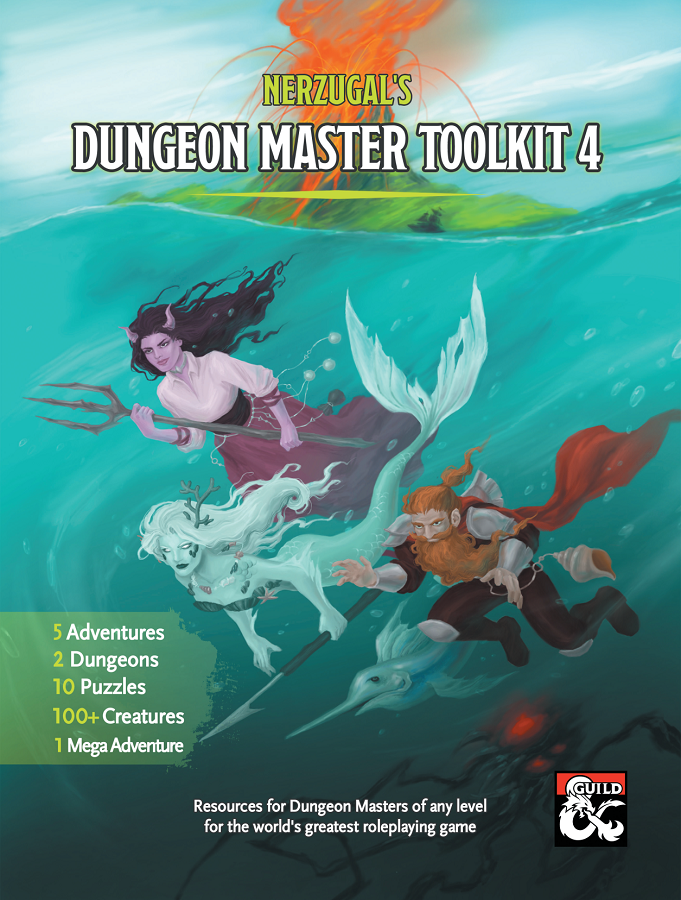 NERZUGAL'S
DUNGEON MASTER TOOLKIT 4
5 Adventures
2 Dungeons
10 Puzzles
100+ Creatures
1 Mega Adventure
Resources for Dungeon Masters of any level
for the world's greatest roleplaying game
GUILD